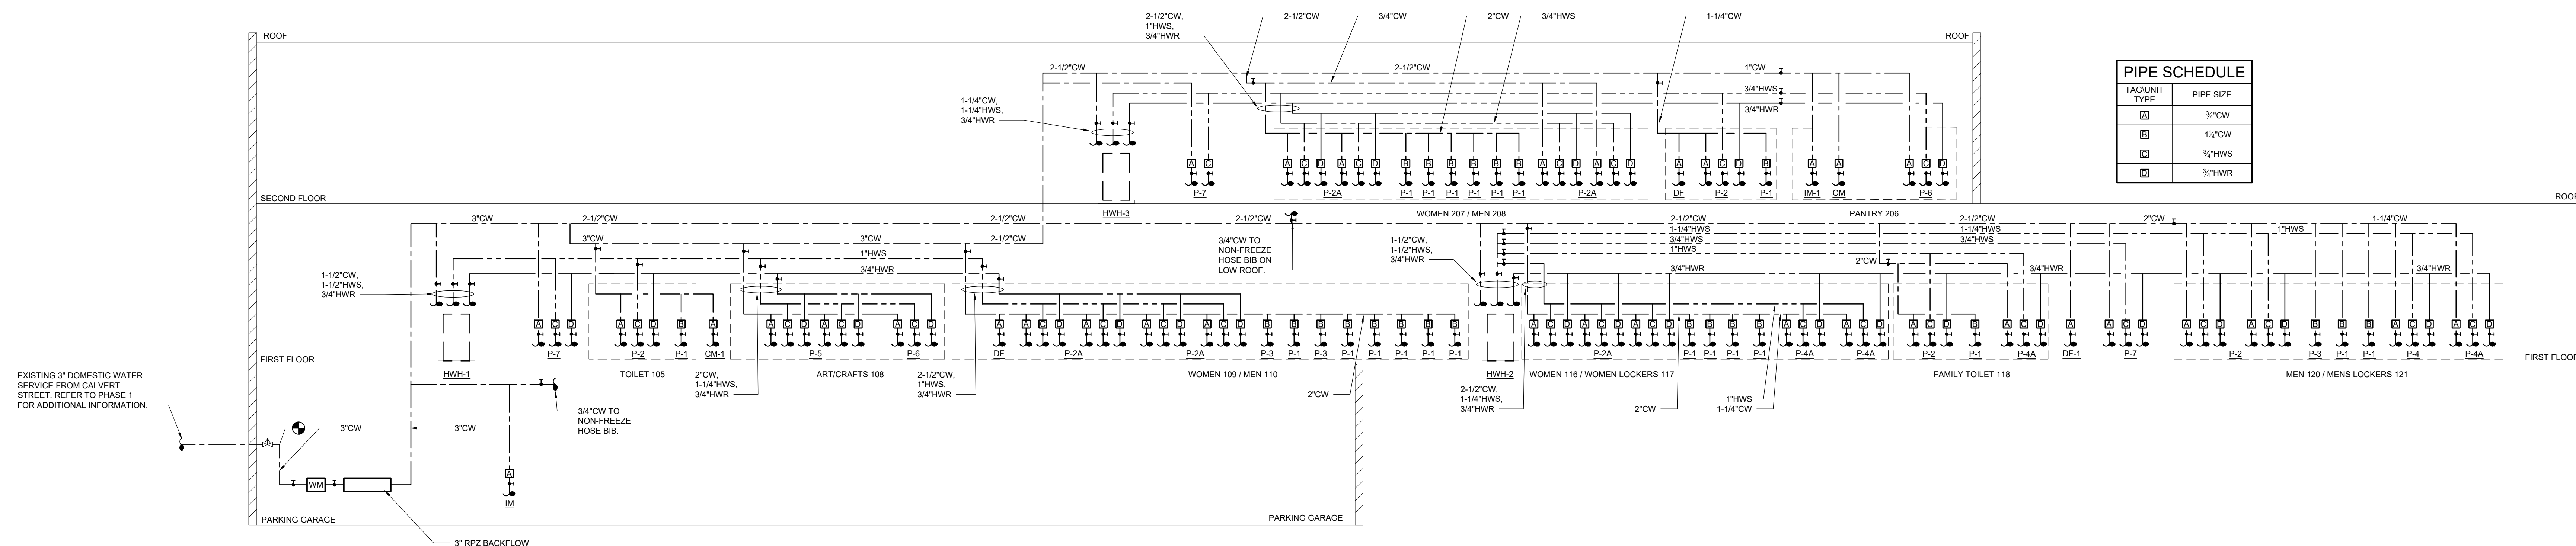 2-1/2"CW,
1"HWS,
3/4"HWR
2-1/2"CW
3/4"CW
2"CW
3/4"HWS
1-1/4"CW
ROOF
ROOF
2-1/2"CW
2-1/2"CW
1"CW
3/4"HWS
3/4"HWR
1-1/4"CW,
1-1/4"HWS,
3/4"HWR
PIPE SCHEDULE
TAG\UNIT TYPE
PIPE SIZE
A ¾"CW
B 1¼"CW
C ¾"HWS
D ¾"HWR
A C A C D A C D B B B B B B A C D A C D A A C D B A A A C D
P-7 P-2A P-1 P-1 P-1 P-1 P-1 P-1 P-2A DF P-2 P-1 IM-1 CM P-6
SECOND FLOOR
HWH-3
WOMEN 207 / MEN 208
PANTRY 206
ROOF
3"CW
2-1/2"CW
2-1/2"CW
2-1/2"CW
2-1/2"CW
2-1/2"CW
2"CW
1-1/4"CW
3"CW
3"CW
2-1/2"CW
1"HWS
3/4"HWR
3/4"CW TO
NON-FREEZE
HOSE BIB ON
LOW ROOF.
1-1/2"CW,
1-1/2"HWS,
3/4"HWR
1-1/4"HWS
3/4"HWS
1"HWS
1-1/4"HWS
3/4"HWS
1"HWS
2"CW
3/4"HWR
3/4"HWR
3/4"HWR
1-1/2"CW,
1-1/2"HWS,
3/4"HWR
A C D A C D B A A C D A C D A C D A A C D A C D A C D A C D B B B B B B B B A C D A C D A C D B B B B A C D A C D A C D B A C D A A C D A C D A C D B B B A C D A C D
P-7 P-2 P-1 CM-1 P-5 P-6 DF P-2A P-2A P-3 P-1 P-3 P-1 P-1 P-1 P-1 P-1 P-2A P-1 P-1 P-1 P-1 P-4A P-4A P-2 P-1 P-4A DF-1 P-7 P-2 P-3 P-1 P-1 P-4 P-4A
FIRST FLOOR
FIRST FLOOR
HWH-1
TOILET 105
ART/CRAFTS 108
WOMEN 109 / MEN 110
HWH-2
WOMEN 116 / WOMEN LOCKERS 117
FAMILY TOILET 118
MEN 120 / MENS LOCKERS 121
2"CW,
1-1/4"HWS,
3/4"HWR
2-1/2"CW,
1"HWS,
3/4"HWR
2"CW
2-1/2"CW,
1-1/4"HWS,
3/4"HWR
2"CW
1"HWS
1-1/4"CW
EXISTING 3" DOMESTIC WATER
SERVICE FROM CALVERT
STREET. REFER TO PHASE 1
FOR ADDITIONAL INFORMATION.
3"CW
3"CW
3/4"CW TO
NON-FREEZE
HOSE BIB.
A
IM
WM
PARKING GARAGE
PARKING GARAGE
3" RPZ BACKFLOW